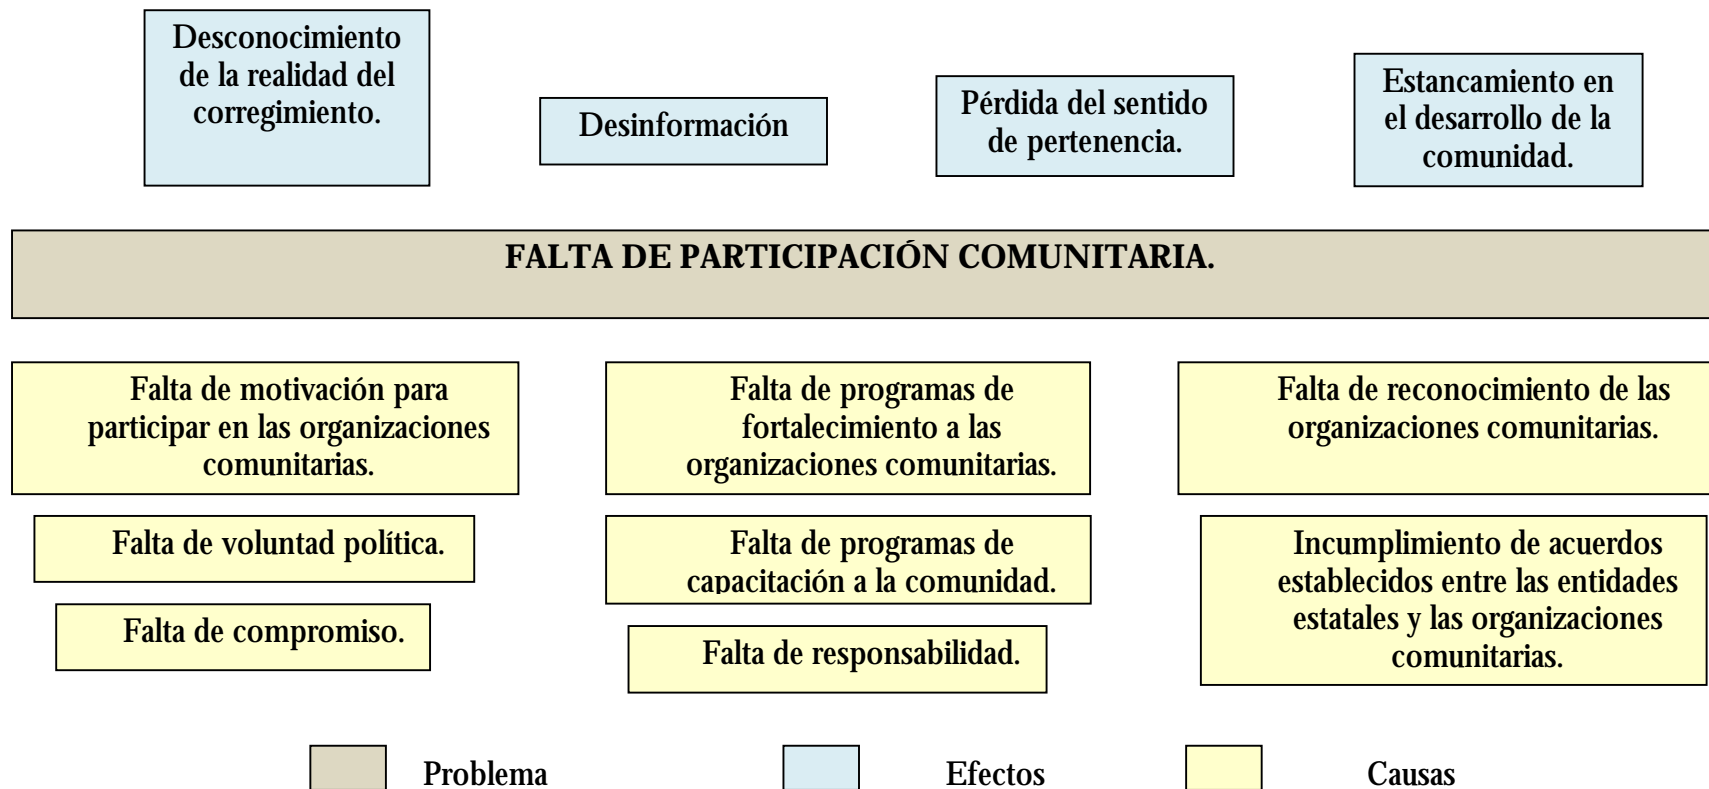 Desconocimiento
de la realidad del
corregimiento.
Desinformación
Pérdida del sentido
de pertenencia.
Estancamiento en
el desarrollo de la
comunidad.
FALTA DE PARTICIPACIÓN COMUNITARIA.
Falta de motivación para
participar en las organizaciones
comunitarias.
Falta de programas de
fortalecimiento a las
organizaciones comunitarias.
Falta de reconocimiento de las
organizaciones comunitarias.
Falta de voluntad política.
Falta de programas de
capacitación a la comunidad.
Incumplimiento de acuerdos
establecidos entre las entidades
estatales y las organizaciones
comunitarias.
Falta de compromiso.
Falta de responsabilidad.
Problema
Efectos
Causas